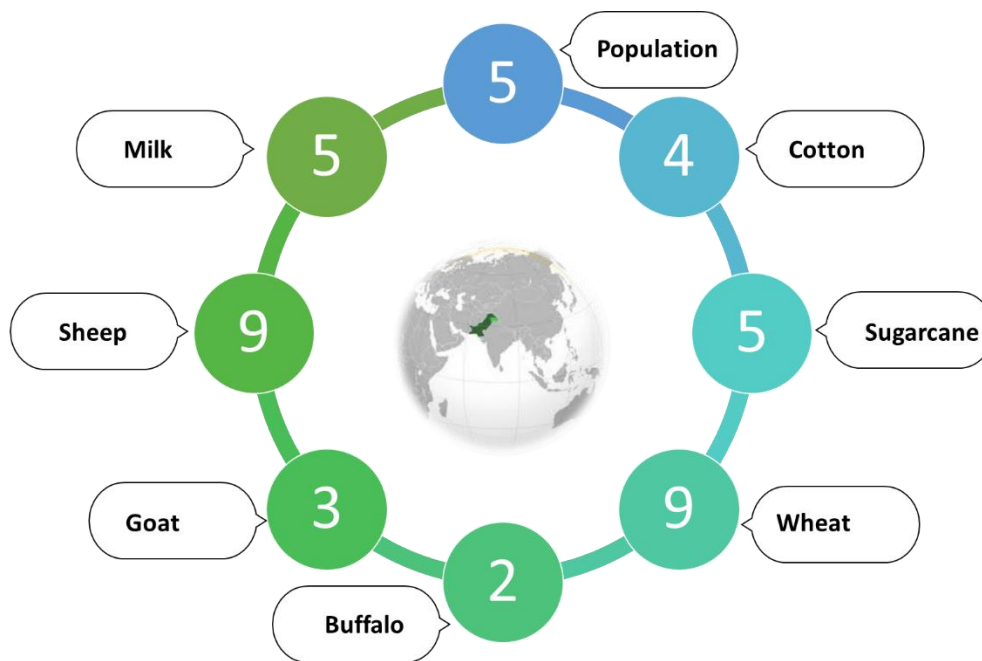 5
Population
4
Cotton
5
Sugarcane
9
Wheat
2
Buffalo
3
Goat
9
Sheep
5
Milk